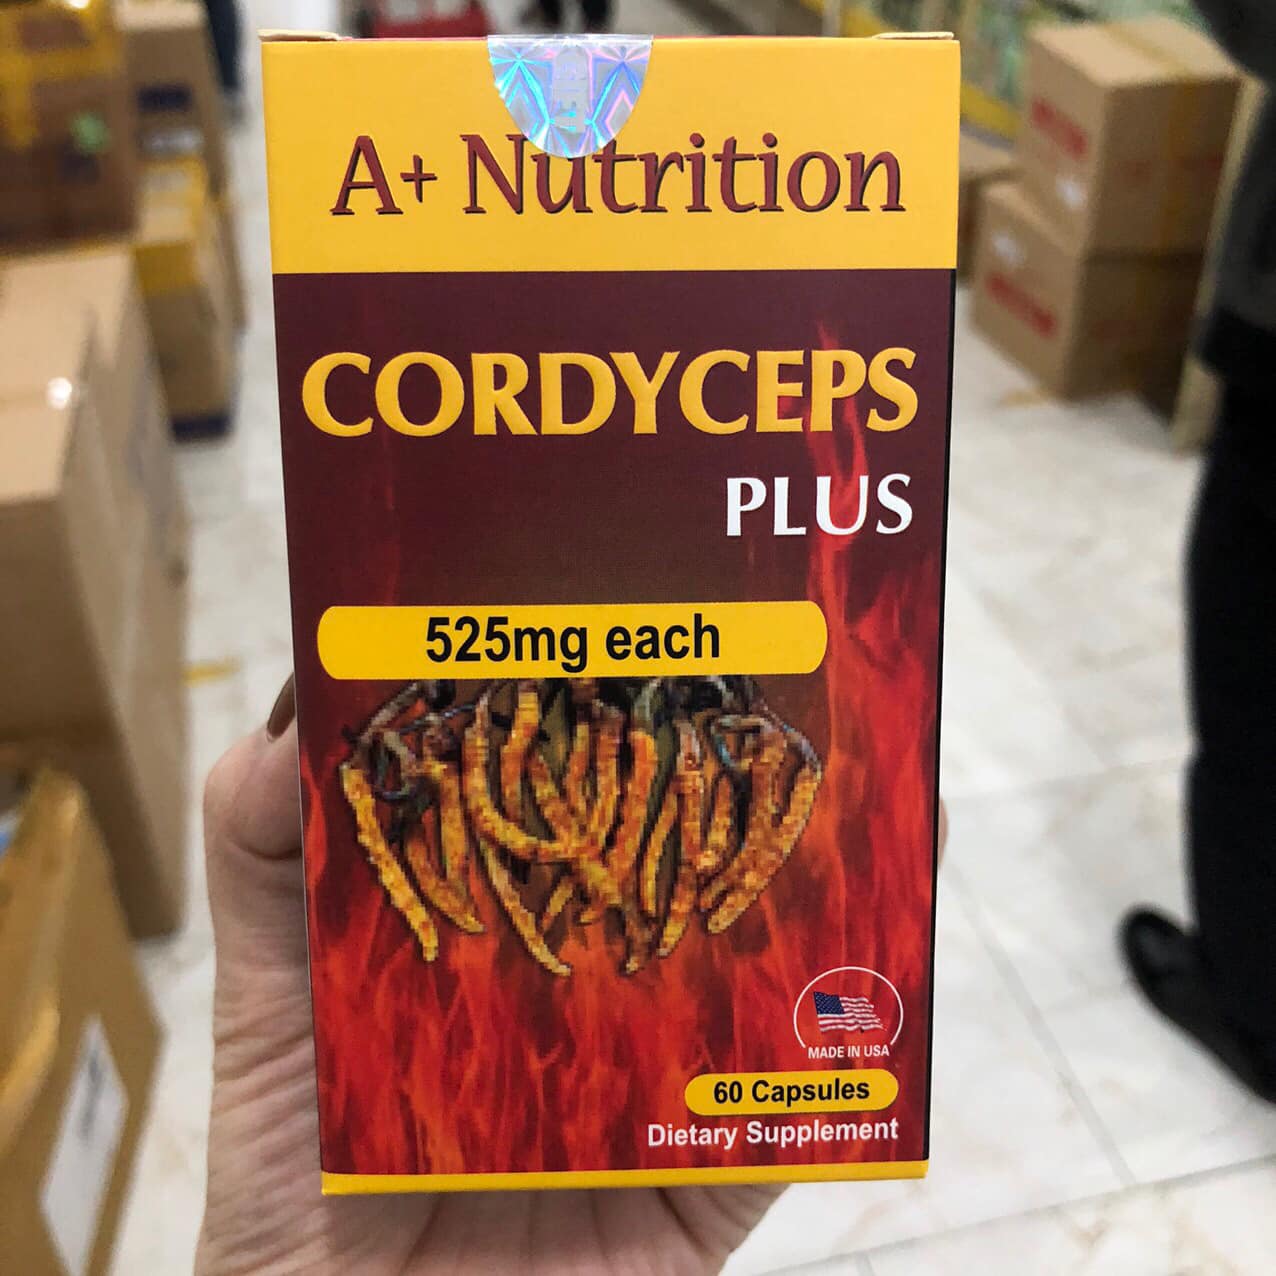 A+ Nutrition
CORDYCEPS
PLUS
525mg each
MADE IN USA
60 Capsules
Dietary Supplement